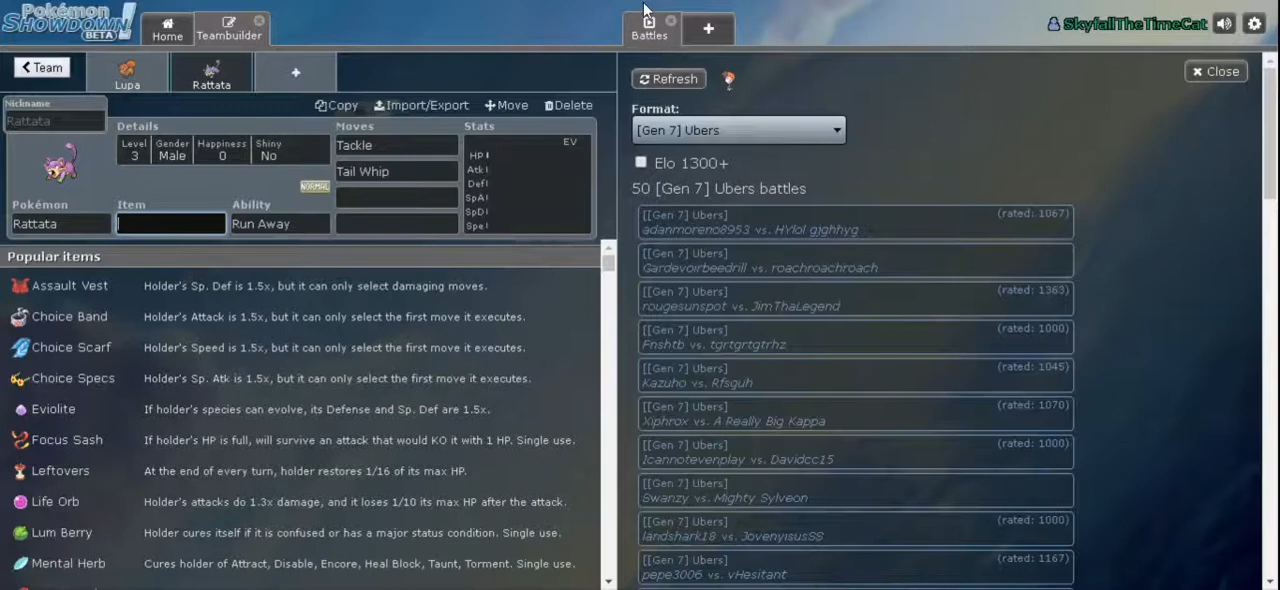 Pokémon
SHOWDOWN!
BETA
Home
Teambuilder
Battles
SkyfallTheTimeCat
Team
Lupa
Rattata
Refresh
Close
Nickname
Rattata
Copy
Import/Export
Move
Delete
Details
Moves
Stats
Level
3
Gender
Male
Happiness
0
Shiny
No
NORMAL
Tackle
Tail Whip
EV
HP
Atk
Def
SpA
SpD
Spe
Pokémon
Item
Ability
Rattata
Run Away
Popular items
Assault Vest Holder's Sp. Def is 1.5x, but it can only select damaging moves.
Choice Band Holder's Attack is 1.5x, but it can only select the first move it executes.
Choice Scarf Holder's Speed is 1.5x, but it can only select the first move it executes.
Choice Specs Holder's Sp. Atk is 1.5x, but it can only select the first move it executes.
Eviolite If holder's species can evolve, its Defense and Sp. Def are 1.5x.
Focus Sash If holder's HP is full, will survive an attack that would KO it with 1 HP. Single use.
Leftovers At the end of every turn, holder restores 1/16 of its max HP.
Life Orb Holder's attacks do 1.3x damage, and it loses 1/10 its max HP after the attack.
Lum Berry Holder cures itself if it is confused or has a major status condition. Single use.
Mental Herb Cures holder of Attract, Disable, Encore, Heal Block, Taunt, Torment. Single use.
Format:
[Gen 7] Ubers
Elo 1300+
50 [Gen 7] Ubers battles
[[Gen 7] Ubers] (rated: 1067)
adanmoreno8953 vs. HYlol gjghhyg
[[Gen 7] Ubers]
Gardevoirbeedrill vs. roachroachroach
[[Gen 7] Ubers] (rated: 1363)
rougesunspot vs. JimThaLegend
[[Gen 7] Ubers] (rated: 1000)
Fnshtb vs. tgrtgrtgtrhz
[[Gen 7] Ubers] (rated: 1045)
Kazuho vs. Rfsguh
[[Gen 7] Ubers] (rated: 1070)
Xiphrox vs. A Really Big Kappa
[[Gen 7] Ubers] (rated: 1000)
Icannotevenplay vs. Davidcc15
[[Gen 7] Ubers]
Swanzy vs. Mighty Sylveon
[[Gen 7] Ubers] (rated: 1000)
landshark18 vs. JovenyisusSS
[[Gen 7] Ubers] (rated: 1167)
pepe3006 vs. vHesitant